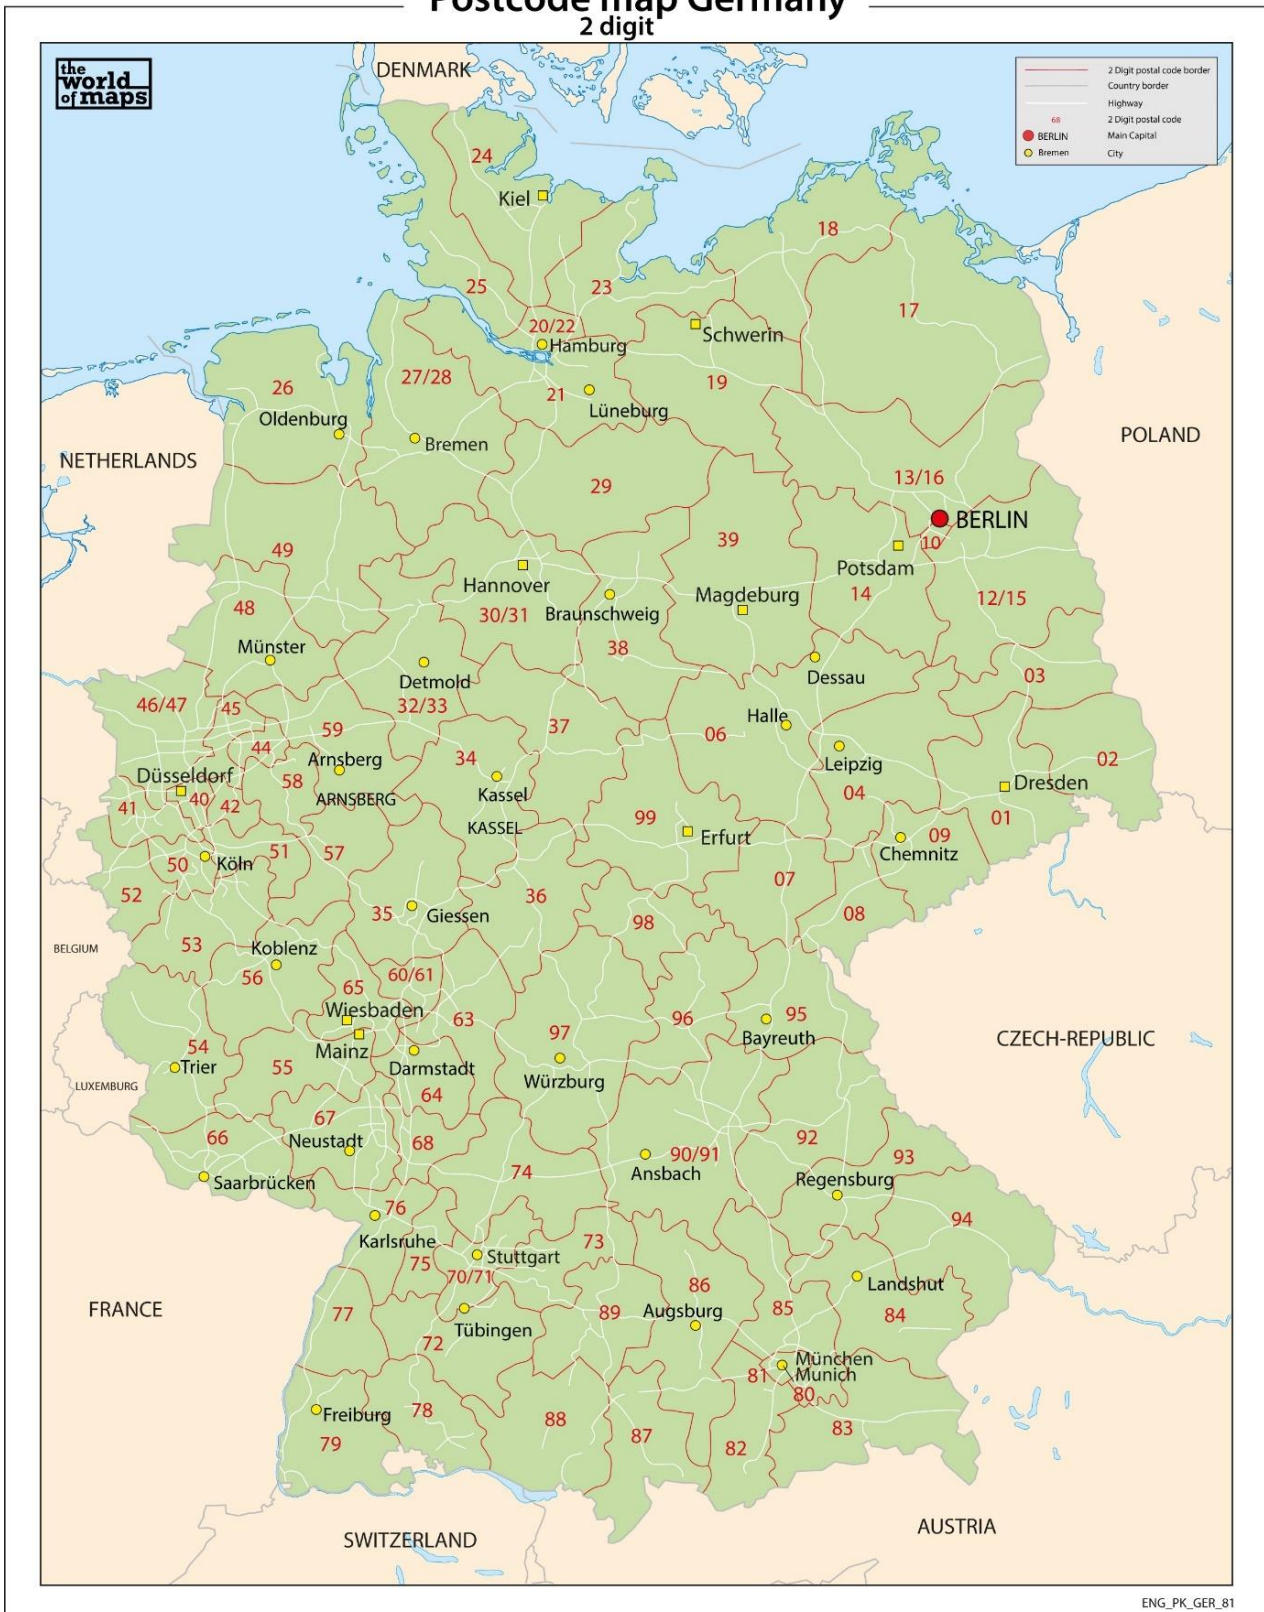 Postcode map Germany
2 digit
the
world
of maps
DENMARK
2 Digit postal code border
Country border
Highway
68 2 Digit postal code
BERLIN Main Capital
Bremen City
24
Kiel
18
25
23
17
20/22
Hamburg
Schwerin
26
27/28
21
19
Oldenburg
Lüneburg
Bremen
POLAND
NETHERLANDS
13/16
29
BERLIN
39
10
49
Potsdam
Hannover
14
12/15
48
Braunschweig
Magdeburg
30/31
Münster
38
Dessau
Detmold
03
46/47
45
32/33
59
37
Halle
06
44
Arnsberg
34
Leipzig
02
Düsseldorf
58
Kassel
Dresden
41
40
42
ARNSBERG
04
99
01
KASSEL
Erfurt
09
51
57
Chemnitz
50
Köln
52
36
07
35
Giessen
98
08
53
BELGIUM
Koblenz
56
65
60/61
Wiesbaden
63
97
96
95
54
Mainz
Bayreuth
CZECH-REPUBLIC
Trier
55
Darmstadt
Würzburg
LUXEMBURG
64
67
66
Neustadt
68
92
90/91
93
Saarbrücken
74
Ansbach
Regensburg
76
94
Karlsruhe
73
75
Stuttgart
70/71
86
Landshut
FRANCE
77
89
Augsburg
85
84
72
Tübingen
München
Munich
81
80
Freiburg
78
88
79
87
82
83
SWITZERLAND
AUSTRIA
ENG_PK_GER_81